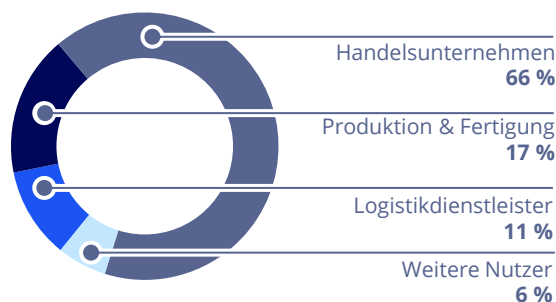 Handelsunternehmen
66 %
Produktion & Fertigung
17 %
Logistikdienstleister
11 %
Weitere Nutzer
6 %